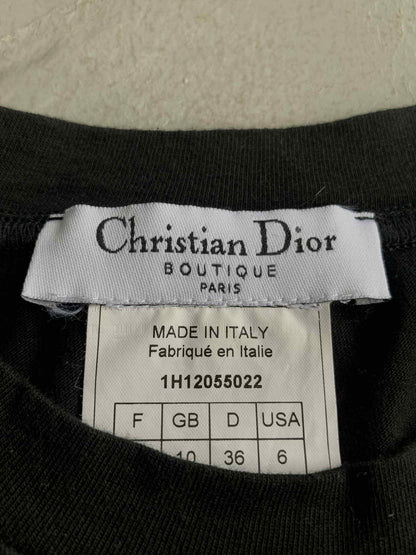 Christian Dior
BOUTIQUE
PARIS
MADE IN ITALY
Fabriqué en Italie
1H12055022
F GB D USA
10 36 6